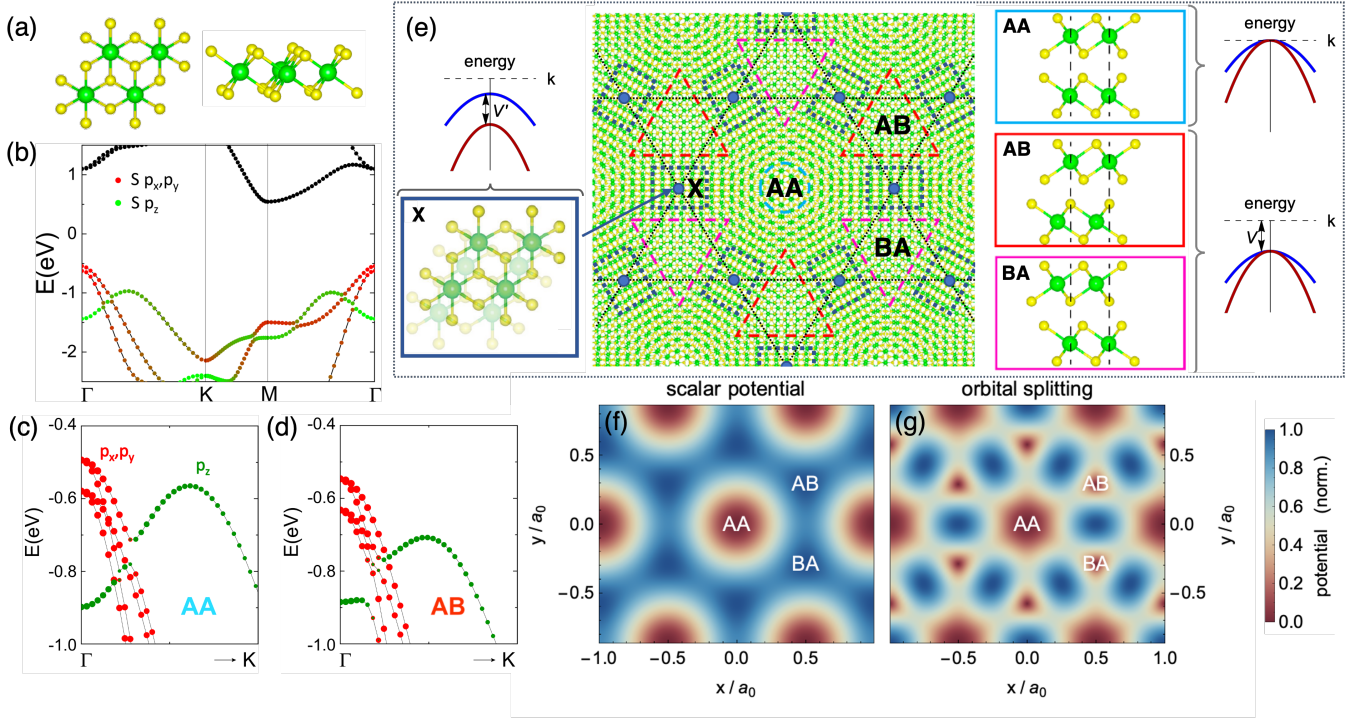 (a)
(b)
S px,py
S pz
1
0
-1
-2
E(eV)
Γ
K
M
Γ
(c)
-0.4
-0.6
-0.8
-1.0
E(eV)
px,py
pz
AA
Γ
→ K
(d)
-0.4
-0.6
-0.8
-1.0
E(eV)
AB
Γ
→ K
(e)
energy
k
V'
X
X
AA
AB
BA
AA
AB
BA
energy
k
energy
k
V
scalar potential
(f)
AB
AA
BA
0.5
0.0
-0.5
y / a0
-1.0
-0.5
0.0
0.5
x / a0
orbital splitting
(g)
AB
AA
BA
0.5
0.0
-0.5
y / a0
-0.5
0.0
0.5
1.0
x / a0
1.0
0.8
0.6
0.4
0.2
0.0
potential (norm.)